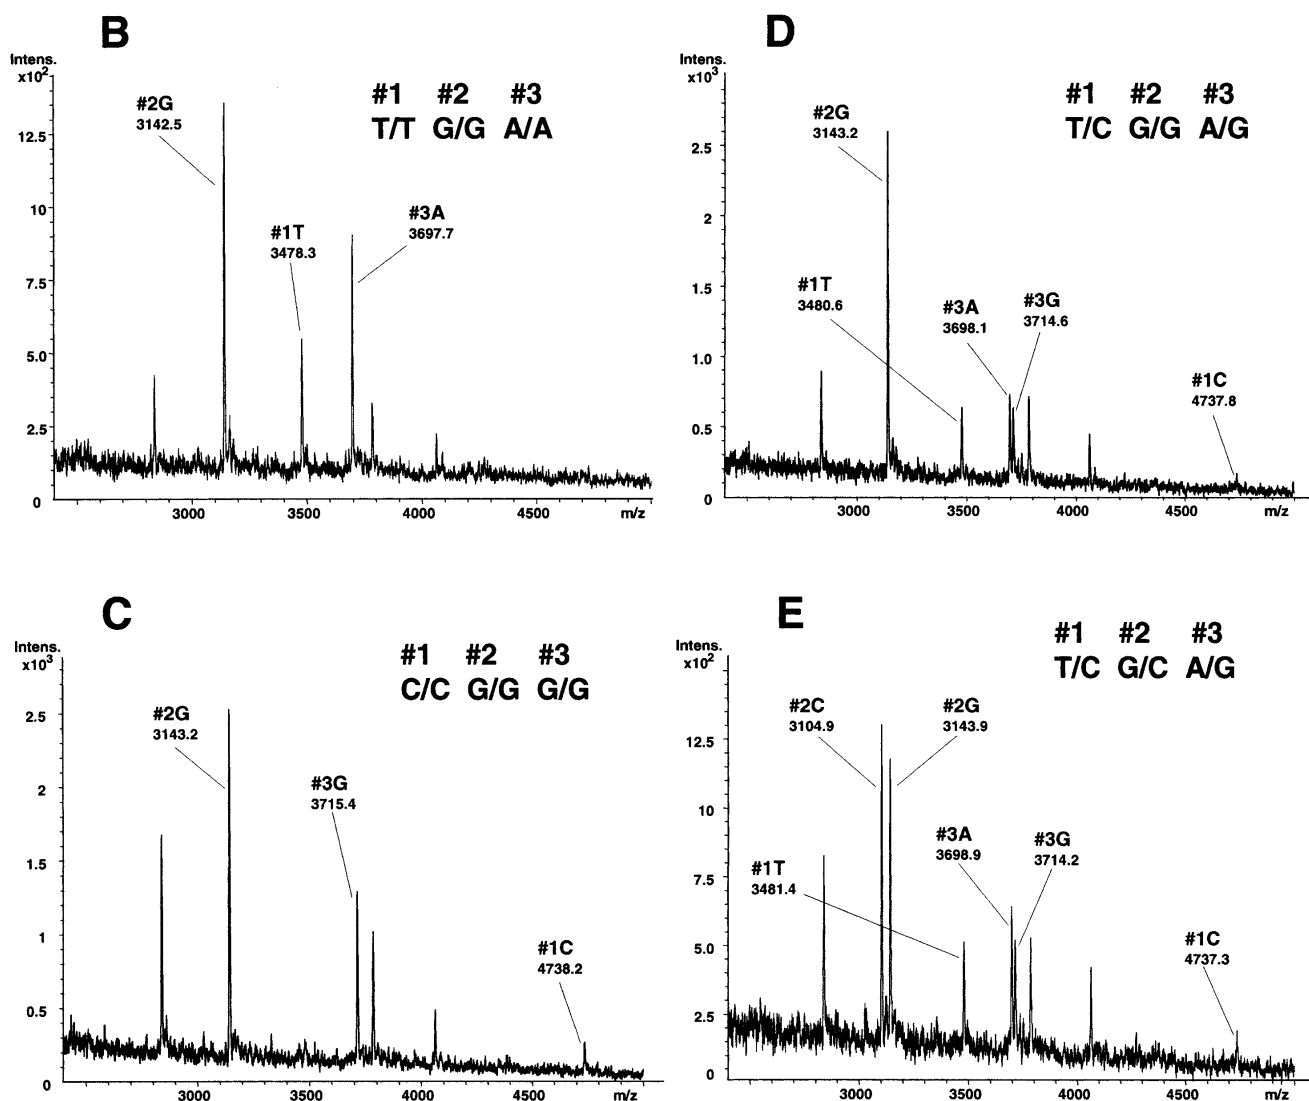 B
Intens.
x10²
#1 #2 #3
T/T G/G A/A
#2G
3142.5
#1T
3478.3
#3A
3697.7
12.5
10
7.5
5.0
2.5
0
3000 3500 4000 4500 m/z
D
Intens.
x10³
#1 #2 #3
T/C G/G A/G
#2G
3143.2
#1T
3480.6
#3A
3698.1
#3G
3714.6
#1C
4737.8
2.5
2
1.5
1.0
0.5
0
3000 3500 4000 4500 m/z
C
Intens.
x10³
#1 #2 #3
C/C G/G G/G
#2G
3143.2
#3G
3715.4
#1C
4738.2
2.5
2
1.5
1
0.5
0
3000 3500 4000 4500 m/z
E
Intens.
x10²
#1 #2 #3
T/C G/C A/G
#2C
3104.9
#2G
3143.9
#3A
3698.9
#3G
3714.2
#1T
3481.4
#1C
4737.3
12.5
10
7.5
5.0
2.5
0
3000 3500 4000 4500 m/z